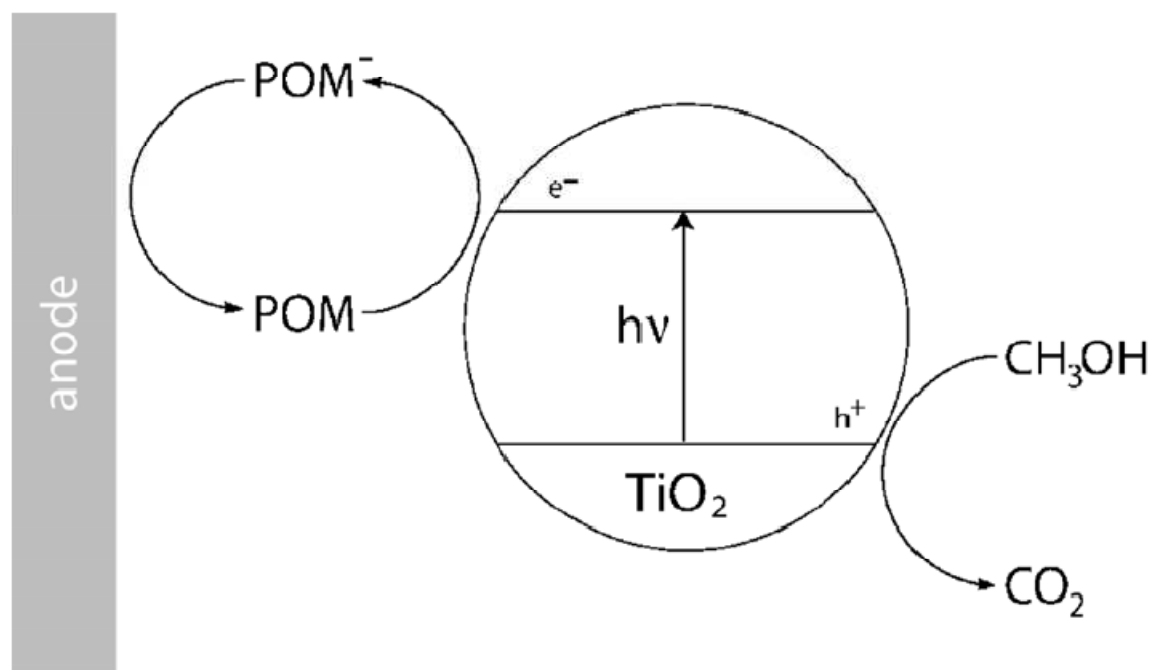 POM⁻
e⁻
anode
POM
hν
CH₃OH
h⁺
TiO₂
CO₂